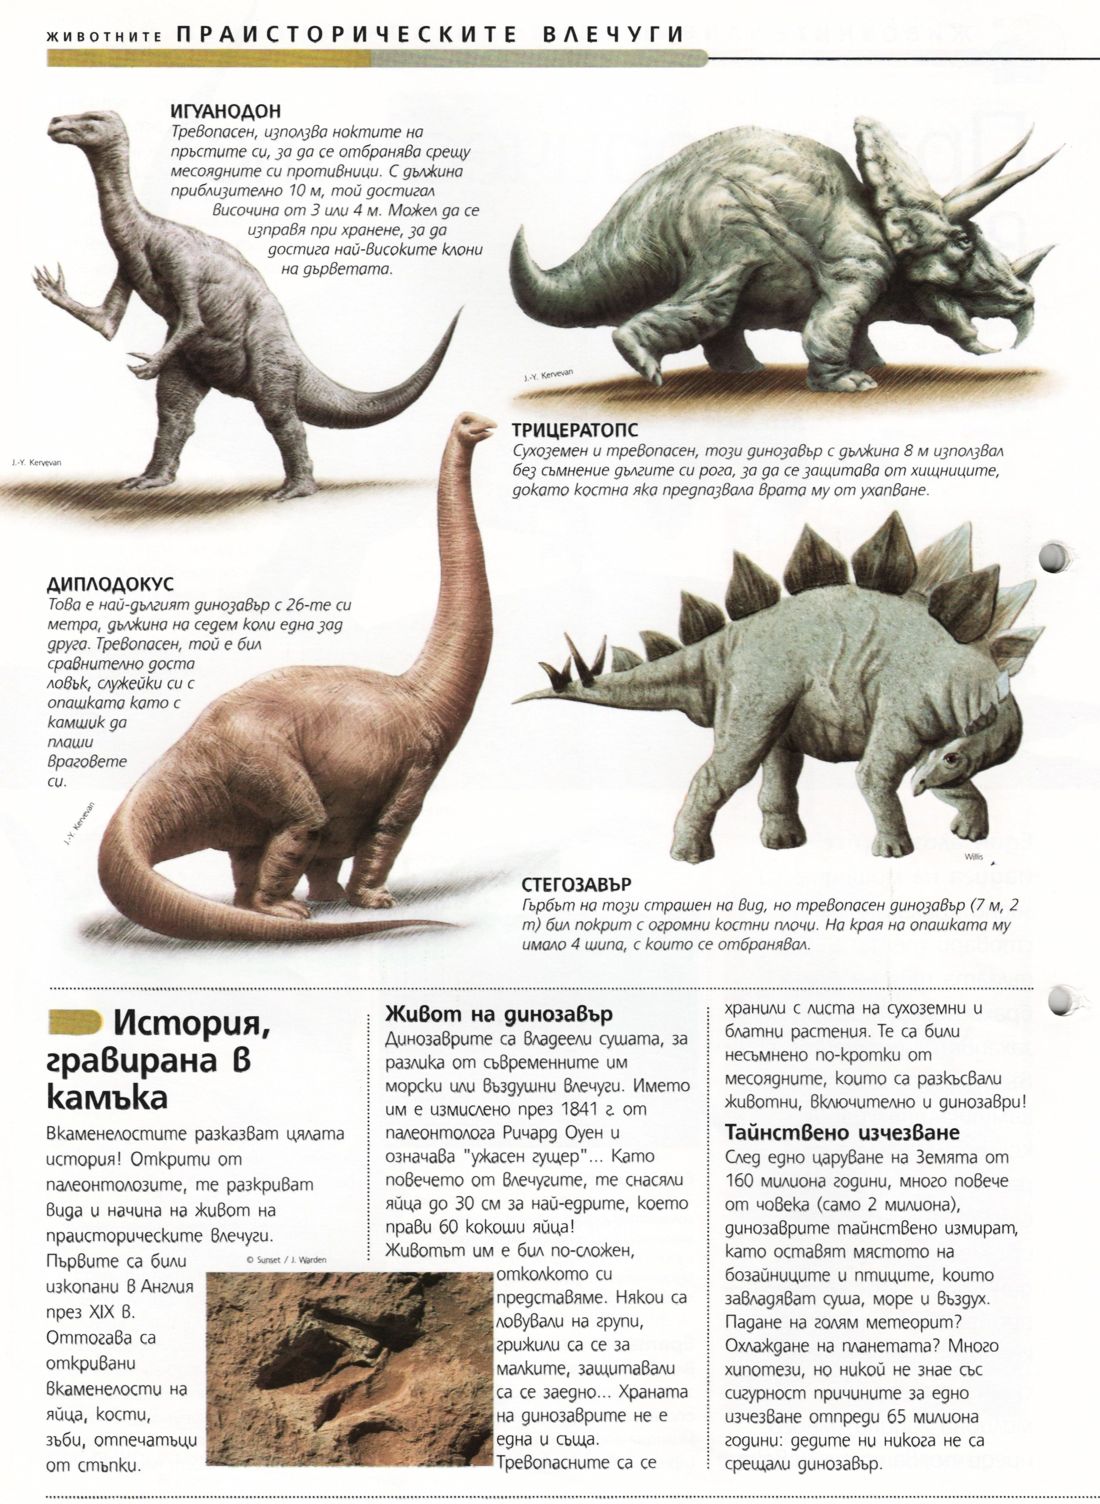 ЖИВОТНИТЕ ПРАИСТОРИЧЕСКИТЕ ВЛЕЧУГИ
ИГУАНОДОН
Тревопасен, използва ноктите на
пръстите си, за да се отбранява срещу
месоядните си противници. С дължина
приблизително 10 м, той достигал
височина от 3 или 4 м. Можел да се
изправя при хранене, за да
достига най-високите клони
на дърветата.
J.-Y. Kervevan
J.-Y. Kervevan
ТРИЦЕРАТОПС
Сухоземен и тревопасен, този динозавър с дължина 8 м използвал
без съмнение дългите си рога, за да се защитава от хищниците,
докато костна яка предпазвала врата му от ухапване.
ДИПЛОДОКУС
Това е най-дългият динозавър с 26-те си
метра, дължина на седем коли една зад
друга. Тревопасен, той е бил
сравнително доста
ловък, служейки си с
опашката като с
камшик да
плаши
враговете
си.
J.-Y. Kervevan
Willis
СТЕГОЗАВЪР
Гърбът на този страшен на вид, но тревопасен динозавър (7 м, 2
т) бил покрит с огромни костни плочи. На края на опашката му
имало 4 шипа, с които се отбранявал.
История,
гравирана в
камъка
Вкаменелостите разказват цялата
история! Открити от
палеонтолозите, те разкриват
вида и начина на живот на
праисторическите влечуги.
Първите са били
изкопани в Англия
през XIX в.
Оттогава са
откривани
вкаменелости на
яйца, кости,
зъби, отпечатъци
от стъпки.
© Sunset / J. Warden
Живот на динозавър
Динозаврите са владеели сушата, за
разлика от съвременните им
морски или въздушни влечуги. Името
им е измислено през 1841 г. от
палеонтолога Ричард Оуен и
означава "ужасен гущер"... Като
повечето от влечугите, те снасяли
яйца до 30 см за най-едрите, което
прави 60 кокоши яйца!
Животът им е бил по-сложен,
отколкото си
представяме. Някои са
ловували на групи,
грижили са се за
малките, защитавали
са се заедно... Храната
на динозаврите не е
една и съща.
Тревопасните са се
хранили с листа на сухоземни и
блатни растения. Те са били
несъмнено по-кротки от
месоядните, които са разкъсвали
животни, включително и динозаври!
Тайнствено изчезване
След едно царуване на Земята от
160 милиона години, много повече
от човека (само 2 милиона),
динозаврите тайнствено измират,
като оставят мястото на
бозайниците и птиците, които
завладяват суша, море и въздух.
Падане на голям метеорит?
Охлаждане на планетата? Много
хипотези, но никой не знае със
сигурност причините за едно
изчезване отпреди 65 милиона
години: дедите ни никога не са
срещали динозавър.